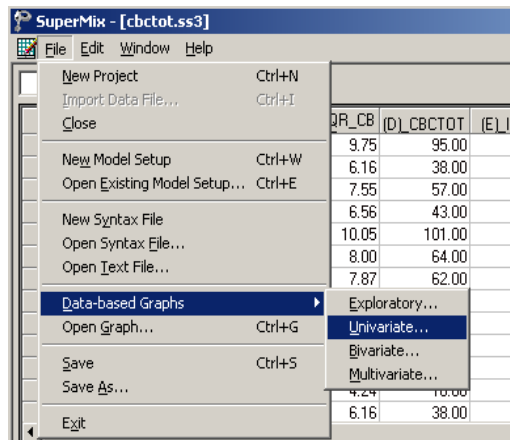 SuperMix - [cbctot.ss3]
File Edit Window Help
New Project Ctrl+N
Import Data File... Ctrl+I
Close
New Model Setup Ctrl+W
Open Existing Model Setup... Ctrl+E
New Syntax File
Open Syntax File...
Open Text File...
Data-based Graphs
Open Graph... Ctrl+G
Save Ctrl+S
Save As...
Exit
Exploratory...
Univariate...
Bivariate...
Multivariate...
QR_CB (D)_CBCTOT
9.75 95.00
6.16 38.00
7.55 57.00
6.56 43.00
10.05 101.00
8.00 64.00
7.87 62.00
6.16 38.00